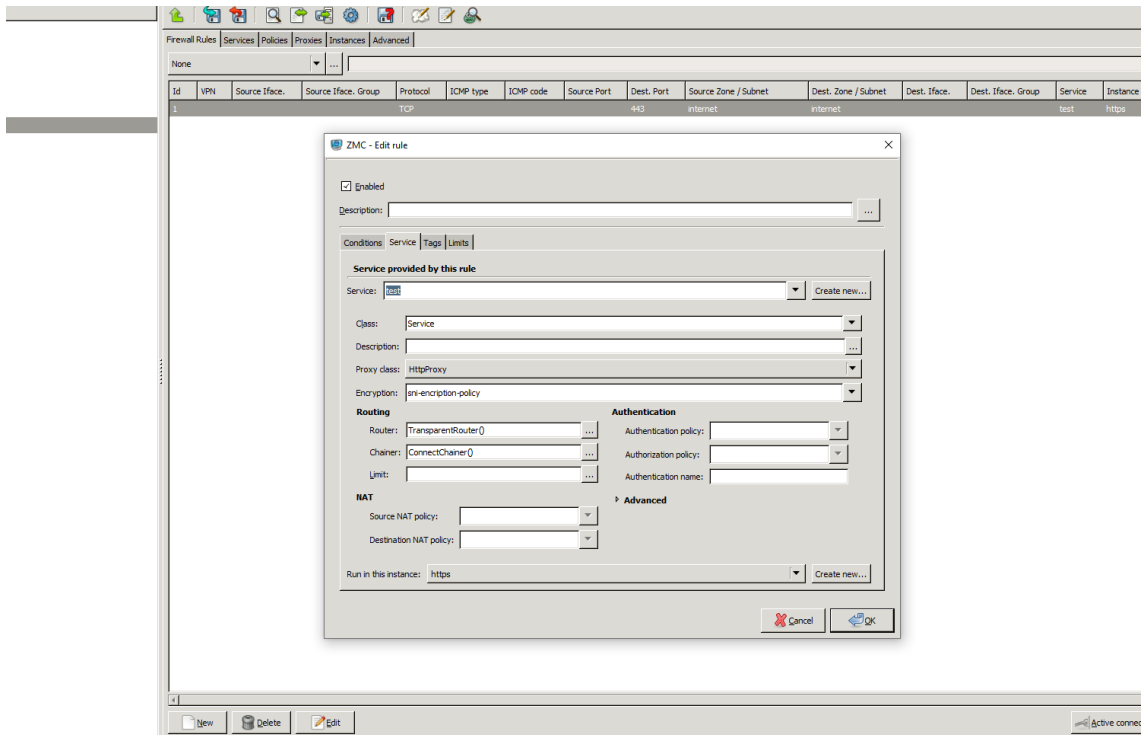 Firewall Rules Services Policies Proxies Instances Advanced
None ...
Id VPN Source Iface. Source Iface. Group Protocol ICMP type ICMP code Source Port Dest. Port Source Zone / Subnet Dest. Zone / Subnet Dest. Iface. Dest. Iface. Group Service Instance
1 TCP 443 internet internet test https
ZMC - Edit rule
Enabled
Description: ...
Conditions Service Tags Limits
Service provided by this rule
Service: test Create new...
Class: Service
Description: ...
Proxy class: HttpProxy
Encryption: sni-encription-policy
Routing Authentication
Router: TransparentRouter() ... Authentication policy:
Chainer: ConnectChainer() ... Authorization policy:
Limit: ... Authentication name:
NAT Advanced
Source NAT policy:
Destination NAT policy:
Run in this instance: https Create new...
Cancel OK
New Delete Edit Active connec